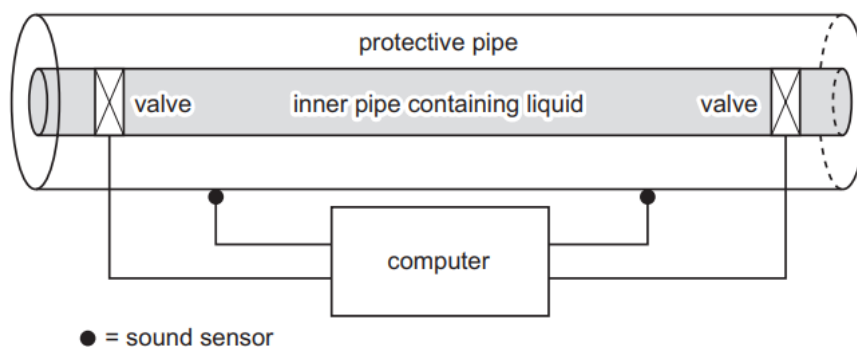 protective pipe
valve inner pipe containing liquid valve
computer
= sound sensor